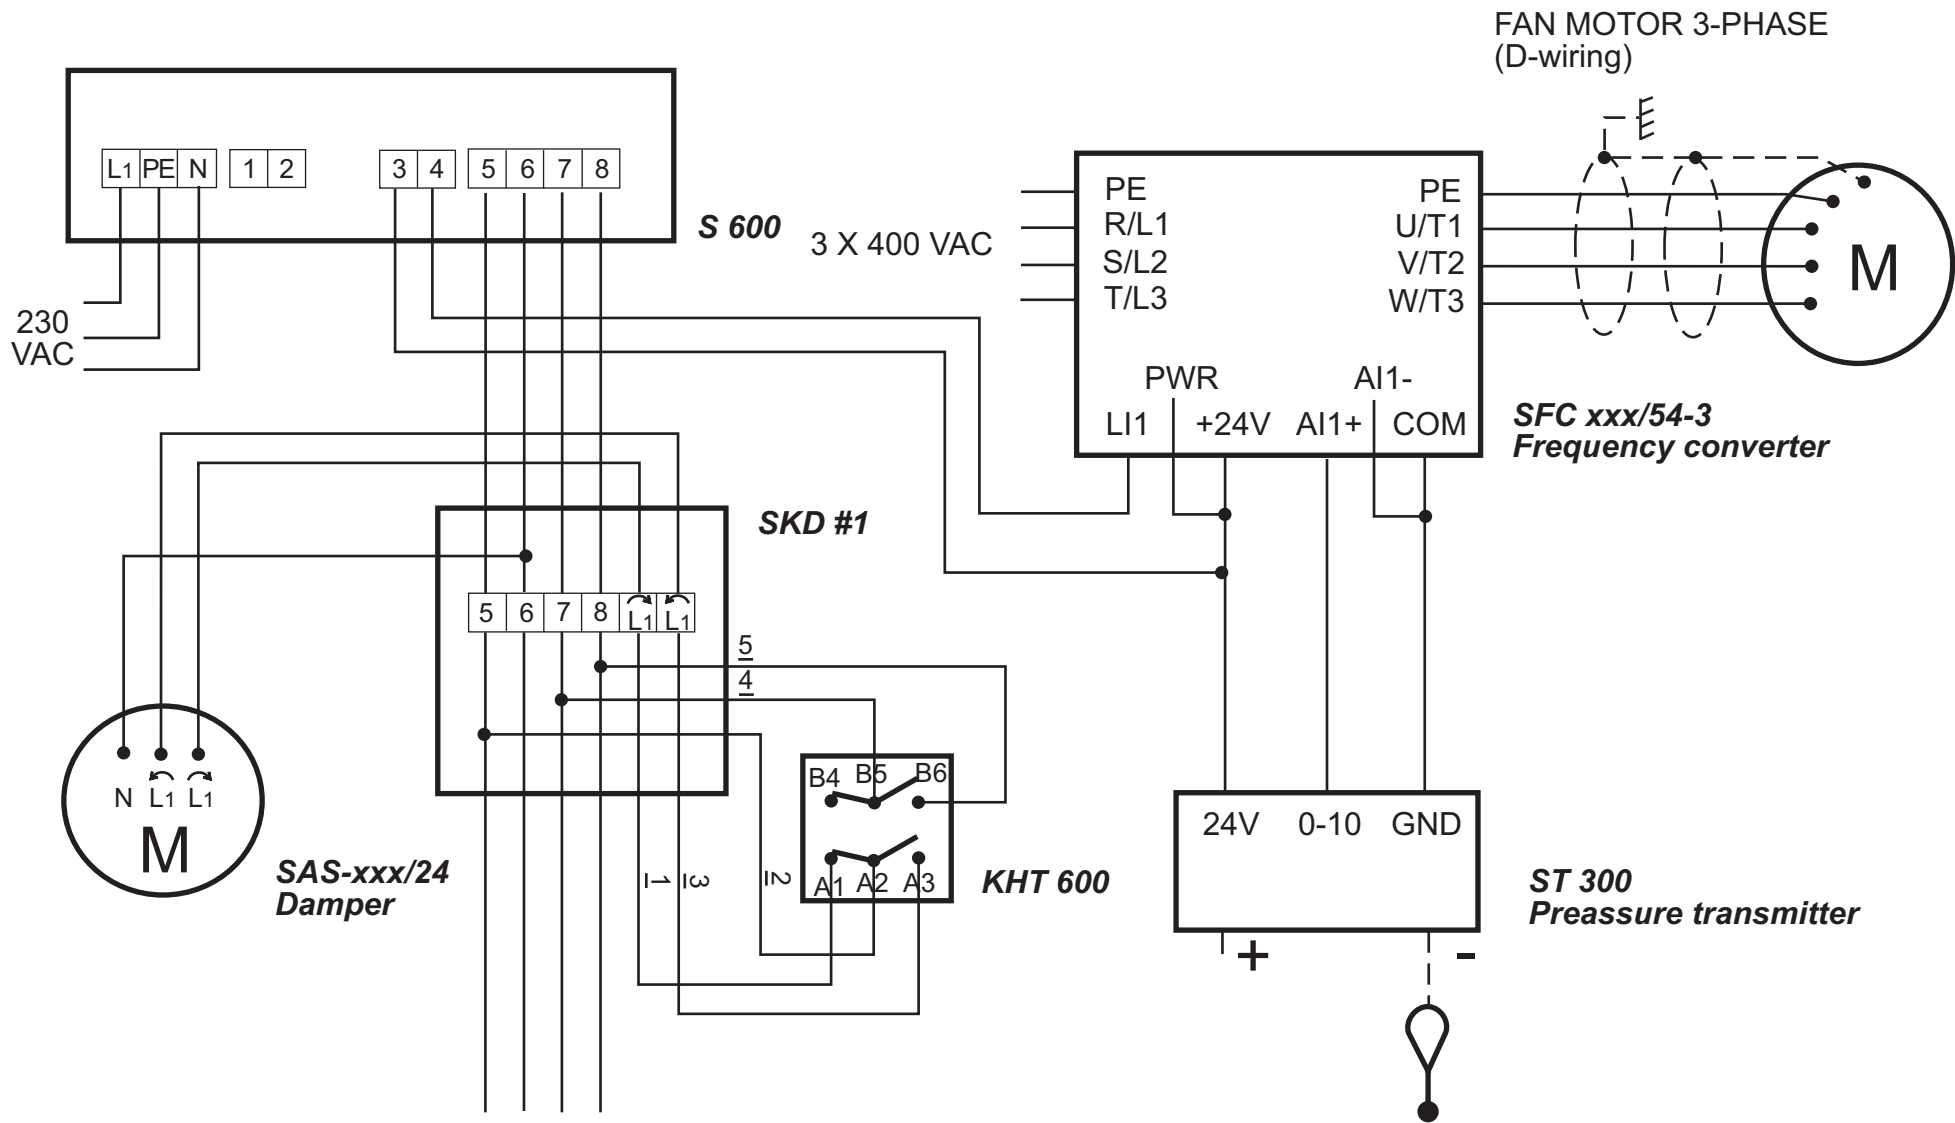 FAN MOTOR 3-PHASE
(D-wiring)
L1 PE N 1 2 3 4 5 6 7 8
S 600
230
VAC
3 X 400 VAC
PE
R/L1
S/L2
T/L3
PE
U/T1
V/T2
W/T3
PWR AI1-
LI1 +24V AI1+ COM
M
SFC xxx/54-3
Frequency converter
SKD #1
5 6 7 8 L1 L1
5
4
1
3
2
N L1 L1
M
SAS-xxx/24
Damper
B4 B5 B6
A1 A2 A3
KHT 600
24V 0-10 GND
ST 300
Preassure transmitter
+ -